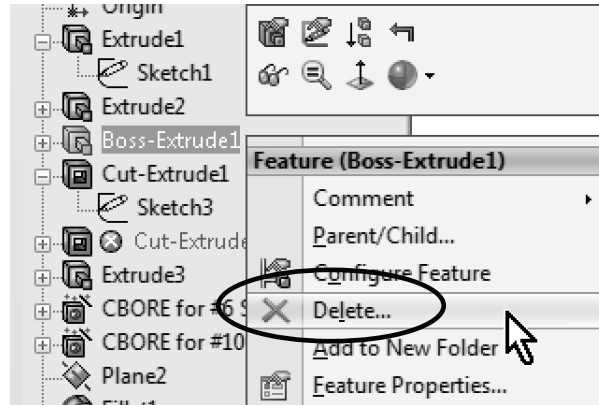 Origin
Extrude1
Sketch1
Extrude2
Boss-Extrude1
Cut-Extrude1
Sketch3
Cut-Extrude
Extrude3
CBORE for #6 S
CBORE for #10
Plane2
Fillet1
Feature (Boss-Extrude1)
Comment
Parent/Child...
Configure Feature
Delete...
Add to New Folder
Feature Properties...